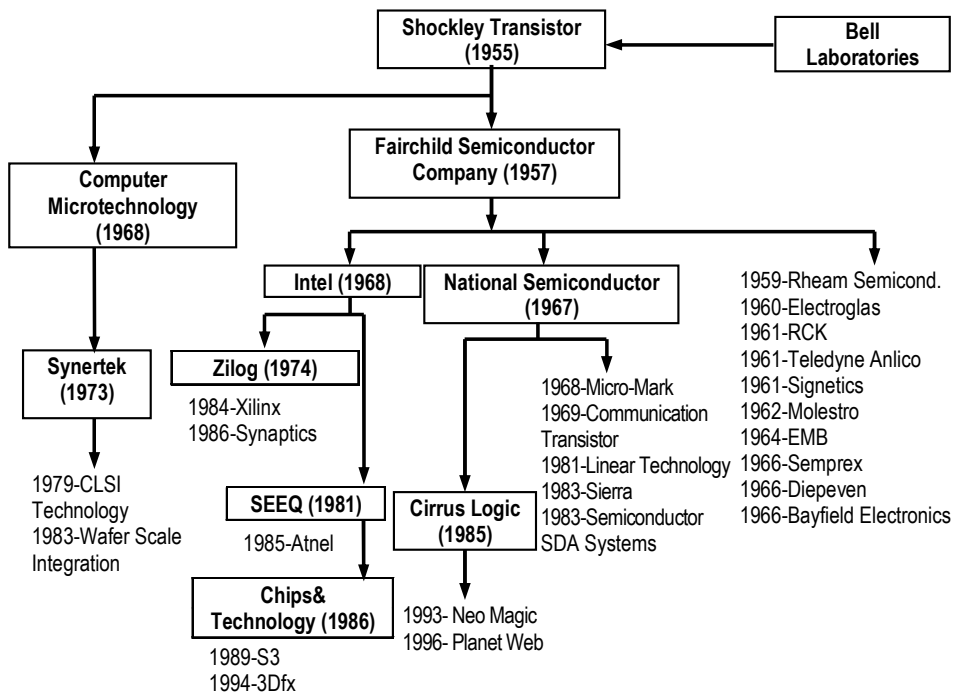 Shockley Transistor
(1955)
Bell
Laboratories
Fairchild Semiconductor
Company (1957)
Computer
Microtechnology
(1968)
Intel (1968)
National Semiconductor
(1967)
1959-Rheam Semicond.
1960-Electroglas
1961-RCK
1961-Teledyne Anlico
1961-Signetics
1962-Molestro
1964-EMB
1966-Semprex
1966-Diepeven
1966-Bayfield Electronics
Synertek
(1973)
Zilog (1974)
1984-Xilinx
1986-Synaptics
1968-Micro-Mark
1969-Communication
Transistor
1981-Linear Technology
1983-Sierra
1983-Semiconductor
SDA Systems
1979-CLSI
Technology
1983-Wafer Scale
Integration
SEEQ (1981)
1985-Atnel
Cirrus Logic
(1985)
Chips&
Technology (1986)
1989-S3
1994-3Dfx
1993- Neo Magic
1996- Planet Web